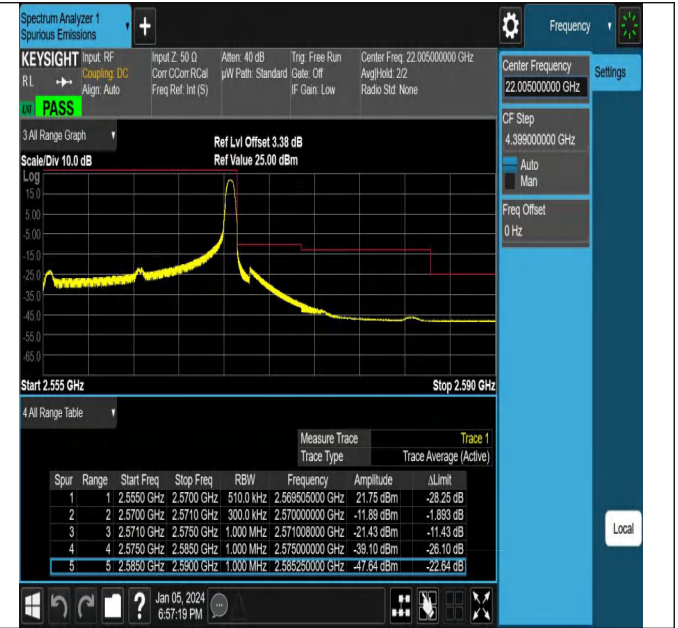 Spectrum Analyzer 1
Spurious Emissions
Frequency
KEYSIGHT Input: RF Input Z: 50 Ω Atten: 40 dB Trig: Free Run Center Freq: 22.005000000 GHz
RL Coupling: DC Corr CCorr RCal µW Path: Standard Gate: Off Avg|Hold: 2/2
Align: Auto Freq Ref: Int (S) IF Gain: Low Radio Std: None
PASS
Center Frequency
22.005000000 GHz
Settings
CF Step
4.399000000 GHz
Auto
Man
Freq Offset
0 Hz
3 All Range Graph
Ref Lvl Offset 3.38 dB
Scale/Div 10.0 dB Ref Value 25.00 dBm
Log
15.0
5.00
-5.00
-15.0
-25.0
-35.0
-45.0
-55.0
-65.0
Start 2.555 GHz Stop 2.590 GHz
4 All Range Table
Measure Trace Trace 1
Trace Type Trace Average (Active)
Spur Range Start Freq Stop Freq RBW Frequency Amplitude ΔLimit
1 1 2.5550 GHz 2.5700 GHz 510.0 kHz 2.569505000 GHz 21.75 dBm -28.25 dB
2 2 2.5700 GHz 2.5710 GHz 300.0 kHz 2.570000000 GHz -11.89 dBm -1.893 dB
3 3 2.5710 GHz 2.5750 GHz 1.000 MHz 2.571008000 GHz -21.43 dBm -11.43 dB
4 4 2.5750 GHz 2.5850 GHz 1.000 MHz 2.575000000 GHz -39.10 dBm -26.10 dB
5 5 2.5850 GHz 2.5900 GHz 1.000 MHz 2.585250000 GHz -47.64 dBm -22.64 dB
Local
Jan 05, 2024
6:57:19 PM